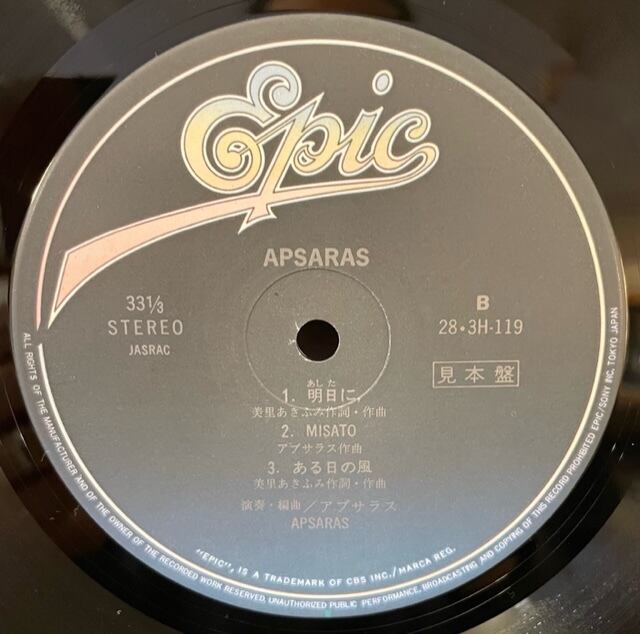 Epic
APSARAS
33⅓
STEREO
JASRAC
B
28・3H-119
見本盤
あした
1. 明日に,
美里あきふみ作詞・作曲
2. MISATO
アプサラス作曲
3. ある日の風
美里あきふみ作詞・作曲
演奏・編曲／アプサラス
APSARAS
"EPIC", IS A TRADEMARK OF CBS INC./MARCA REG.
ALL RIGHTS OF THE MANUFACTURER AND OF THE OWNER OF THE RECORDED WORK RESERVED. UNAUTHORIZED PUBLIC PERFORMANCE, BROADCASTING AND COPYING OF THIS RECORD PROHIBITED EPIC/SONY INC. TOKYO JAPAN